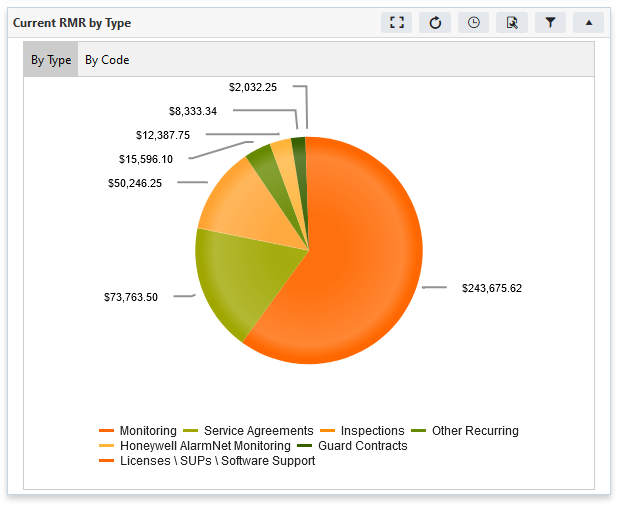 Current RMR by Type
By Type By Code
$2,032.25
$8,333.34
$12,387.75
$15,596.10
$50,246.25
$243,675.62
$73,763.50
Monitoring Service Agreements Inspections Other Recurring
Honeywell AlarmNet Monitoring Guard Contracts
Licenses \ SUPs \ Software Support